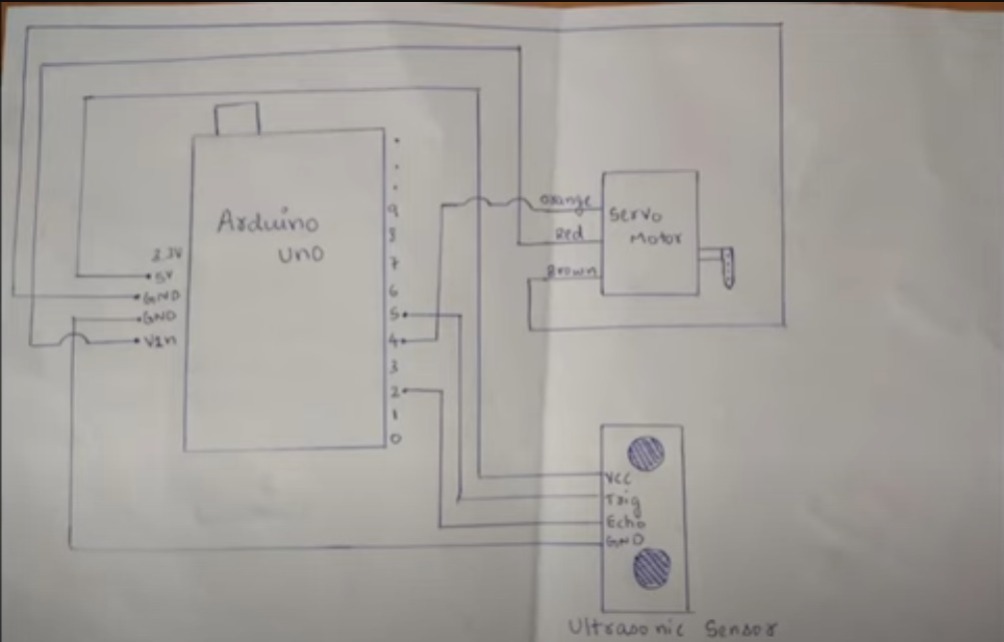 Arduino
Uno
3.3V
5V
GND
GND
Vin
9
8
7
6
5
4
3
2
1
0
Orange
Red
Brown
Servo
Motor
VCC
Trig
Echo
GND
Ultrasonic Sensor